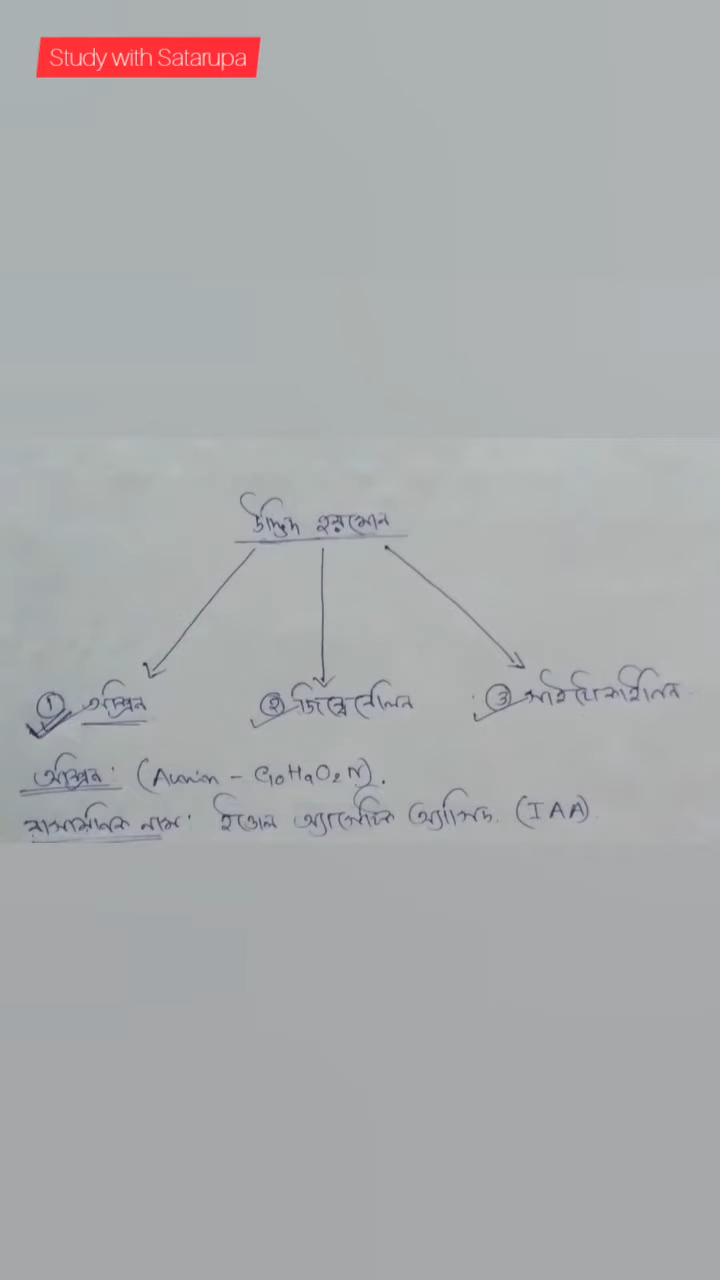 Study with Satarupa
উদ্ভিদ হরমোন
① অক্সিন ② জিব্বেরেলিন ③ সাইটোকাইনিন
অক্সিন: (Auxin - C10H9O2N).
রাসায়নিক নাম: ইন্ডোল অ্যাসেটিক অ্যাসিড. (IAA)